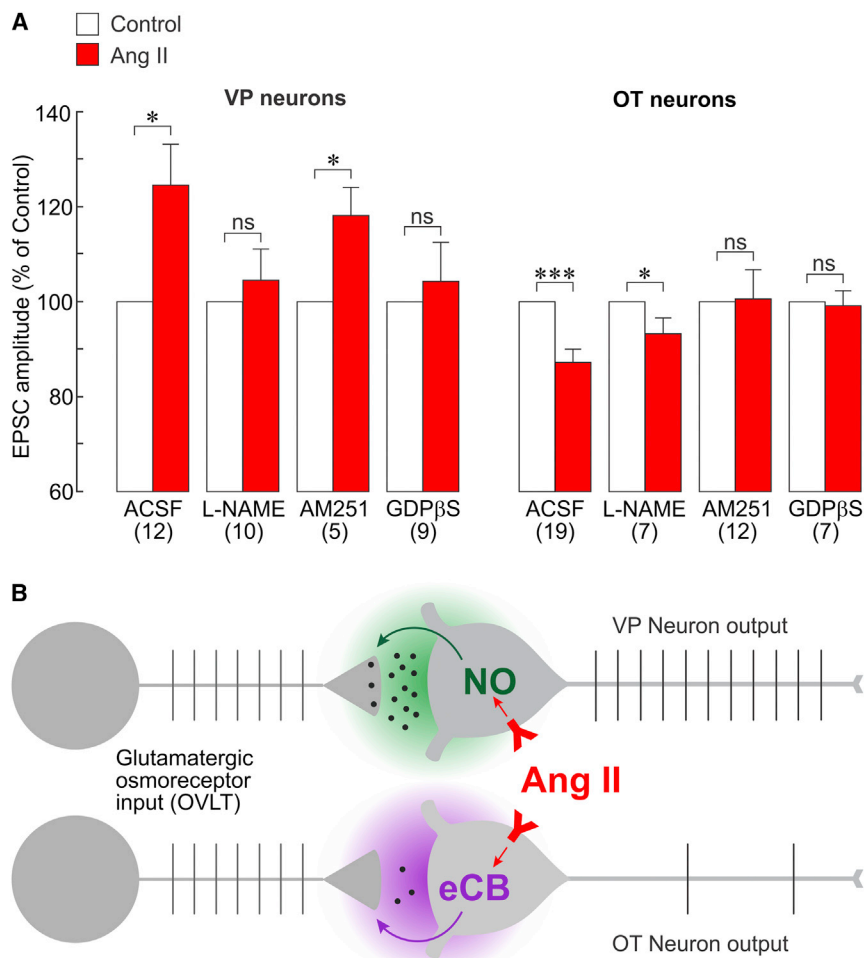 A
Control
Ang II
VP neurons
OT neurons
EPSC amplitude (% of Control)
140
120
100
80
60
*
ns
*
ns
***
*
ns
ns
ACSF L-NAME AM251 GDPβS
(12) (10) (5) (9)
ACSF L-NAME AM251 GDPβS
(19) (7) (12) (7)
B
VP Neuron output
NO
Glutamatergic
osmoreceptor
input (OVLT)
Ang II
eCB
OT Neuron output